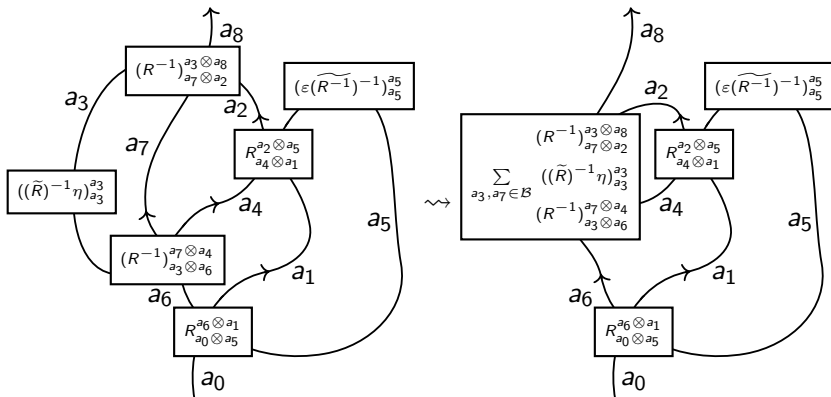 a₈
(R⁻¹)^{a₃⊗a₈}_{a₇⊗a₂}
(ε(\widetilde{R^{-1}})⁻¹)^{a₅}_{a₅}
a₃
a₂
a₇
R^{a₂⊗a₅}_{a₄⊗a₁}
((\widetilde{R})⁻¹η)^{a₃}_{a₃}
a₄
a₅
(R⁻¹)^{a₇⊗a₄}_{a₃⊗a₆}
a₁
a₆
R^{a₆⊗a₁}_{a₀⊗a₅}
a₀
⇝
a₈
(ε(\widetilde{R^{-1}})⁻¹)^{a₅}_{a₅}
a₂
(R⁻¹)^{a₃⊗a₈}_{a₇⊗a₂}
R^{a₂⊗a₅}_{a₄⊗a₁}
∑_{a₃,a₇∈ℬ} ((\widetilde{R})⁻¹η)^{a₃}_{a₃}
(R⁻¹)^{a₇⊗a₄}_{a₃⊗a₆}
a₄
a₅
a₁
a₆
R^{a₆⊗a₁}_{a₀⊗a₅}
a₀